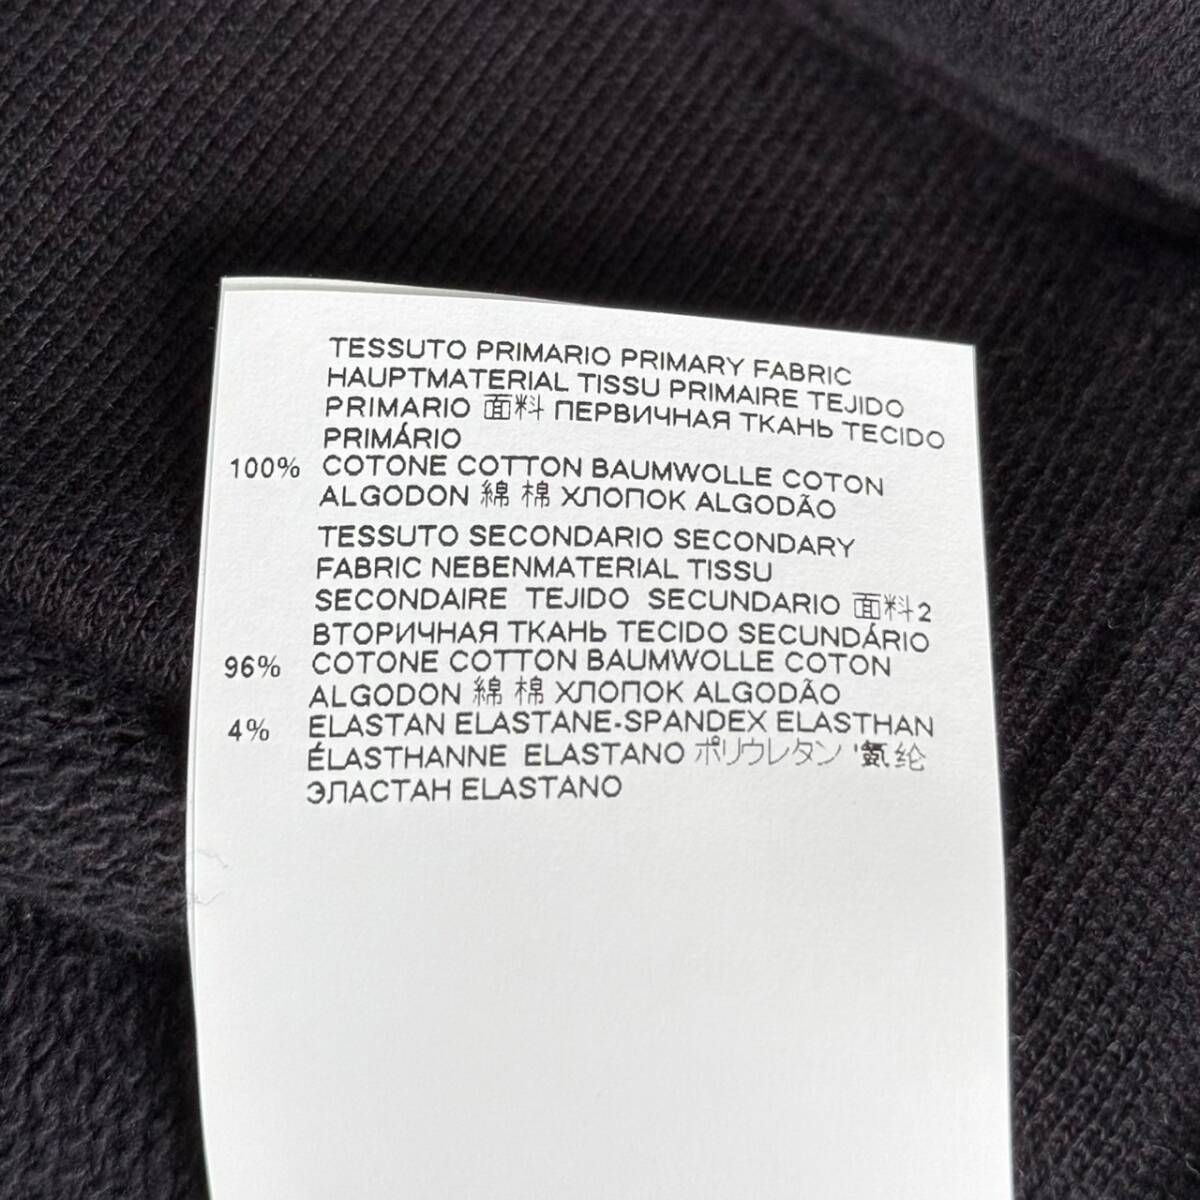 TESSUTO PRIMARIO PRIMARY FABRIC
HAUPTMATERIAL TISSU PRIMAIRE TEJIDO
PRIMARIO 面料 ПЕРВИЧНАЯ ТКАНЬ TECIDO
PRIMÁRIO
100% COTONE COTTON BAUMWOLLE COTON
ALGODON 綿 棉 ХЛОПОК ALGODÃO
TESSUTO SECONDARIO SECONDARY
FABRIC NEBENMATERIAL TISSU
SECONDAIRE TEJIDO SECUNDARIO 面料2
ВТОРИЧНАЯ ТКАНЬ TECIDO SECUNDÁRIO
96% COTONE COTTON BAUMWOLLE COTON
ALGODON 綿 棉 ХЛОПОК ALGODÃO
4% ELASTAN ELASTANE-SPANDEX ELASTHAN
ÉLASTHANNE ELASTANO ポリウレタン '氨纶
ЭЛАСТАН ELASTANO